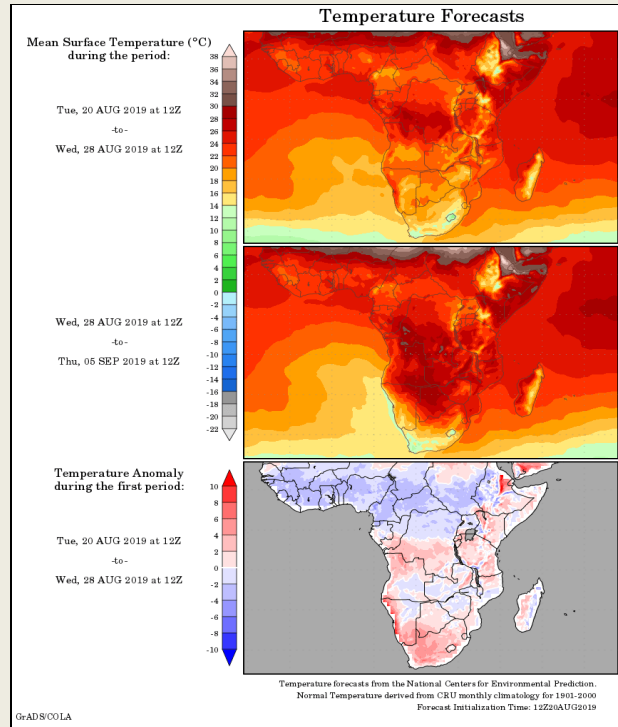 Temperature Forecasts
Mean Surface Temperature (°C)
during the period:
Tue, 20 AUG 2019 at 12Z
-to-
Wed, 28 AUG 2019 at 12Z
38
36
34
32
30
28
26
24
22
20
18
16
14
12
10
8
6
4
2
0
-2
-4
-6
-8
-10
-12
-14
-16
-18
-20
-22
Wed, 28 AUG 2019 at 12Z
-to-
Thu, 05 SEP 2019 at 12Z
Temperature Anomaly
during the first period:
Tue, 20 AUG 2019 at 12Z
-to-
Wed, 28 AUG 2019 at 12Z
10
8
6
4
2
0
-2
-4
-6
-8
-10
Temperature forecasts from the National Centers for Environmental Prediction.
Normal Temperature derived from CRU monthly climatology for 1901-2000
Forecast Initialization Time: 12Z20AUG2019
GrADS/COLA